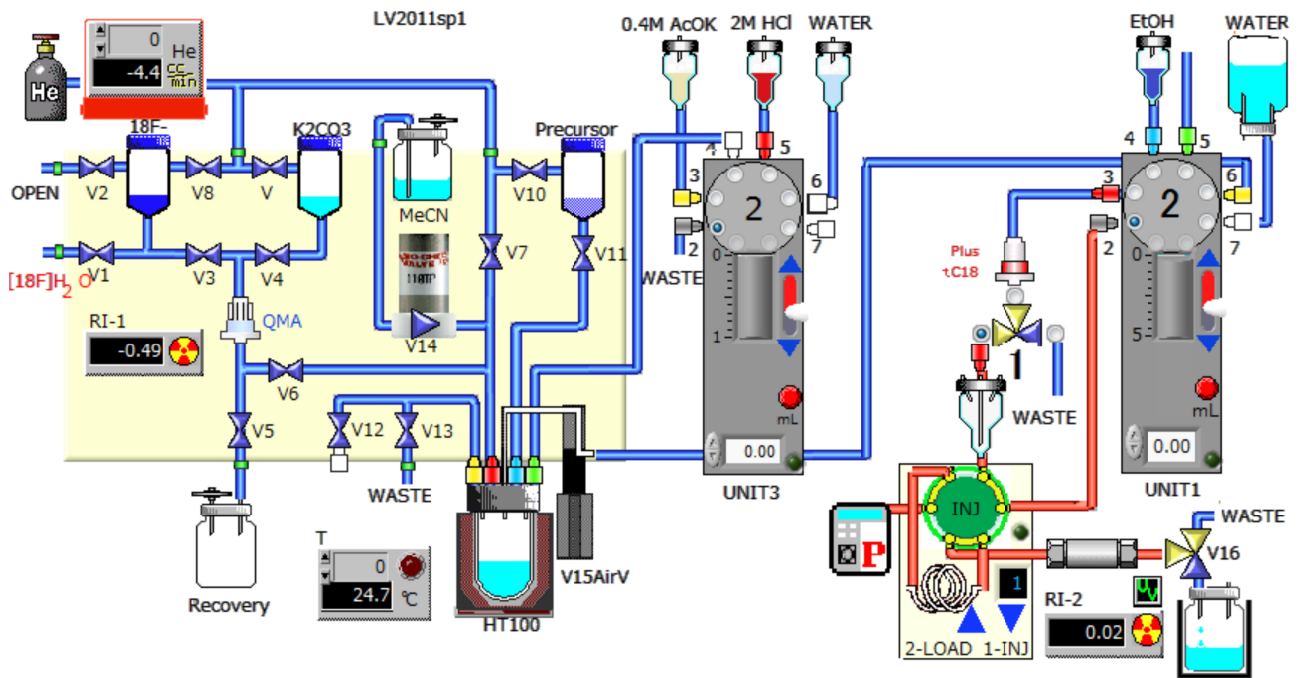 LV2011sp1
0.4M AcOK
2M HCl
WATER
EtOH
WATER
0
He
-4.4
cc
min
He
18F-
K2CO3
Precursor
4
5
4
5
V2
V8
V
V10
OPEN
MeCN
3
6
3
6
2
2
2
7
2
7
V1
V3
V4
V7
V11
[18F]H2O
WASTE
0
0
Plus
tC18
110TP
RI-1
-0.49
QMA
V14
1
5
1
V6
mL
mL
WASTE
V5
V12
V13
0.00
0.00
WASTE
UNIT3
UNIT1
INJ
WASTE
P
V16
T
0
24.7
℃
V15AirV
1
UV
Recovery
HT100
RI-2
0.02
2-LOAD 1-INJ